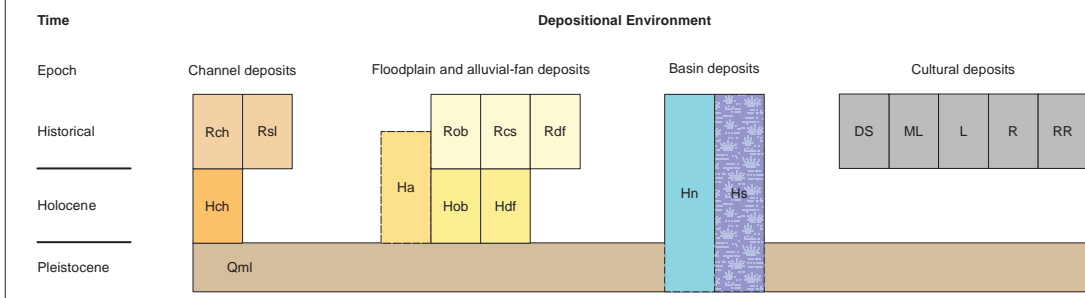 Time Depositional Environment
Epoch Channel deposits Floodplain and alluvial-fan deposits Basin deposits Cultural deposits
Historical Rch Rsl Rob Rcs Rdf DS ML L R RR
Holocene Hch Ha Hob Hdf Hn Hs
Pleistocene Qml